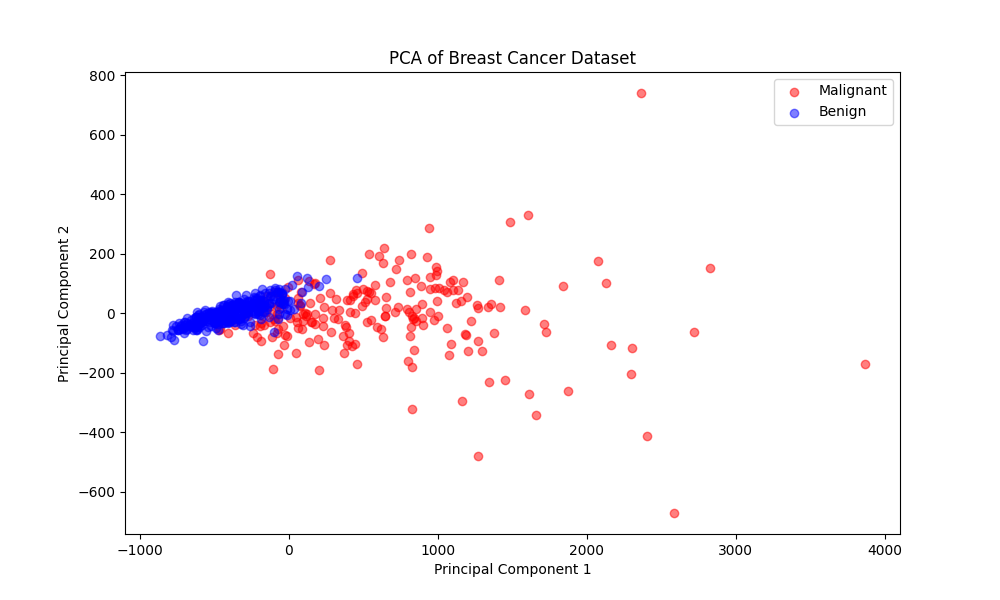 PCA of Breast Cancer Dataset
Malignant
Benign
800
600
400
200
0
−200
−400
−600
Principal Component 2
−1000
0
1000
2000
3000
4000
Principal Component 1